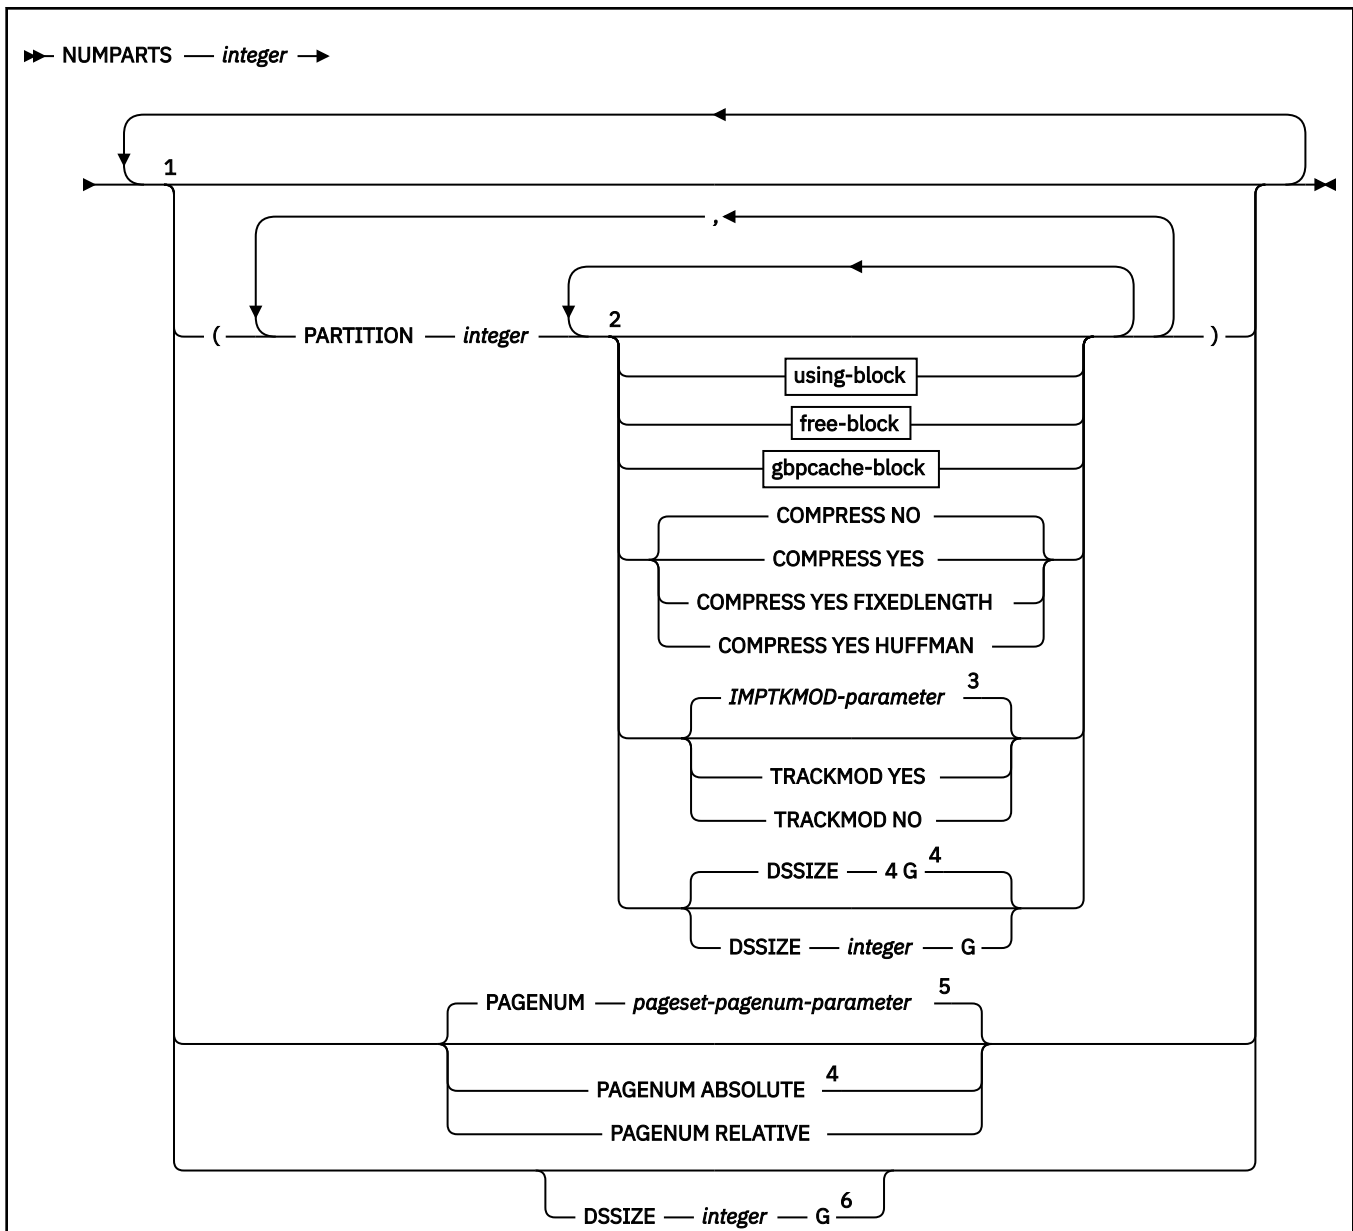 NUMPARTS integer
1
,
( PARTITION integer 2 )
using-block
free-block
gbpcache-block
COMPRESS NO
COMPRESS YES
COMPRESS YES FIXEDLENGTH
COMPRESS YES HUFFMAN
IMPTKMOD-parameter 3
TRACKMOD YES
TRACKMOD NO
DSSIZE 4 G 4
DSSIZE integer G
PAGENUM pageset-pagenum-parameter 5
PAGENUM ABSOLUTE 4
PAGENUM RELATIVE
DSSIZE integer G 6